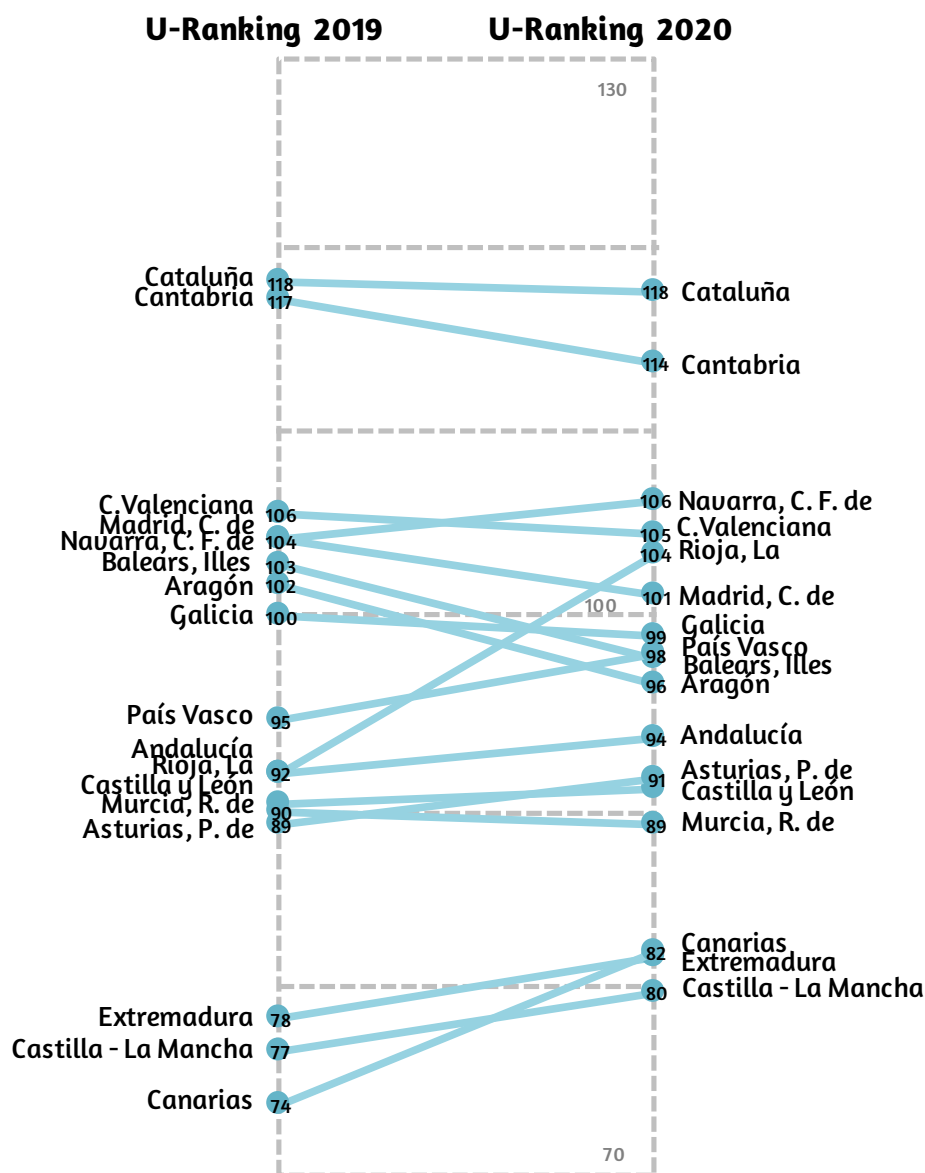 U-Ranking 2019
U-Ranking 2020
130
Cataluña
118
118
Cataluña
Cantabria
117
114
Cantabria
C.Valenciana
106
106
Navarra, C. F. de
Madrid, C. de
105
C.Valenciana
Navarra, C. F. de
104
104
Rioja, La
Balears, Illes
103
Aragón
102
101
Madrid, C. de
100
Galicia
100
99
Galicia
País Vasco
98
Balears, Illes
96
Aragón
País Vasco
95
94
Andalucía
Andalucía
Rioja, La
92
91
Asturias, P. de
Castilla y León
Castilla y León
Murcia, R. de
90
89
Murcia, R. de
Asturias, P. de
89
82
Canarias
Extremadura
80
Castilla - La Mancha
Extremadura
78
Castilla - La Mancha
77
Canarias
74
70